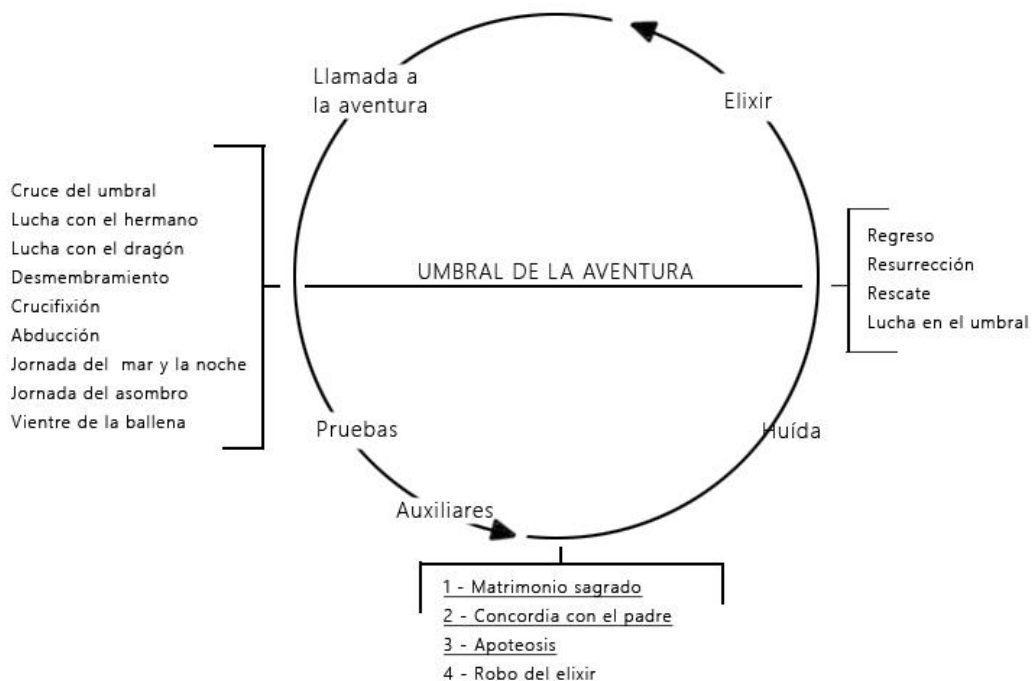 Llamada a
la aventura
Elixir
Cruce del umbral
Lucha con el hermano
Lucha con el dragón
Desmembramiento
Crucifixión
Abducción
Jornada del mar y la noche
Jornada del asombro
Vientre de la ballena
UMBRAL DE LA AVENTURA
Regreso
Resurrección
Rescate
Lucha en el umbral
Pruebas
Huída
Auxiliares
1 - Matrimonio sagrado
2 - Concordia con el padre
3 - Apoteosis
4 - Robo del elixir